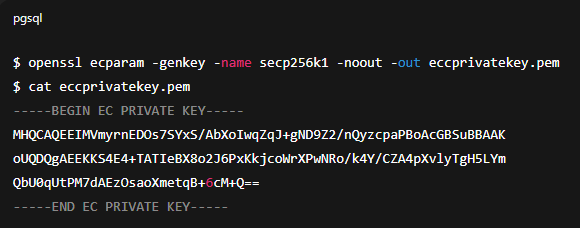 pgsql
$ openssl ecparam -genkey -name secp256k1 -noout -out eccprivatekey.pem
$ cat eccprivatekey.pem
-----BEGIN EC PRIVATE KEY-----
MHQCAQEEIMVmyrnEDOs7SYxS/AbXoIwqZqJ+gND9Z2/nQyzcpaPBoAcGBSuBBAAK
oUQDQgAEEKKS4E4+TATIeBX8o2J6PxKkjcoWrXPwNRo/k4Y/CZA4pXvlyTgH5LYm
QbU0qUtPM7dAEzOsaoXmetqB+6cM+Q==
-----END EC PRIVATE KEY-----